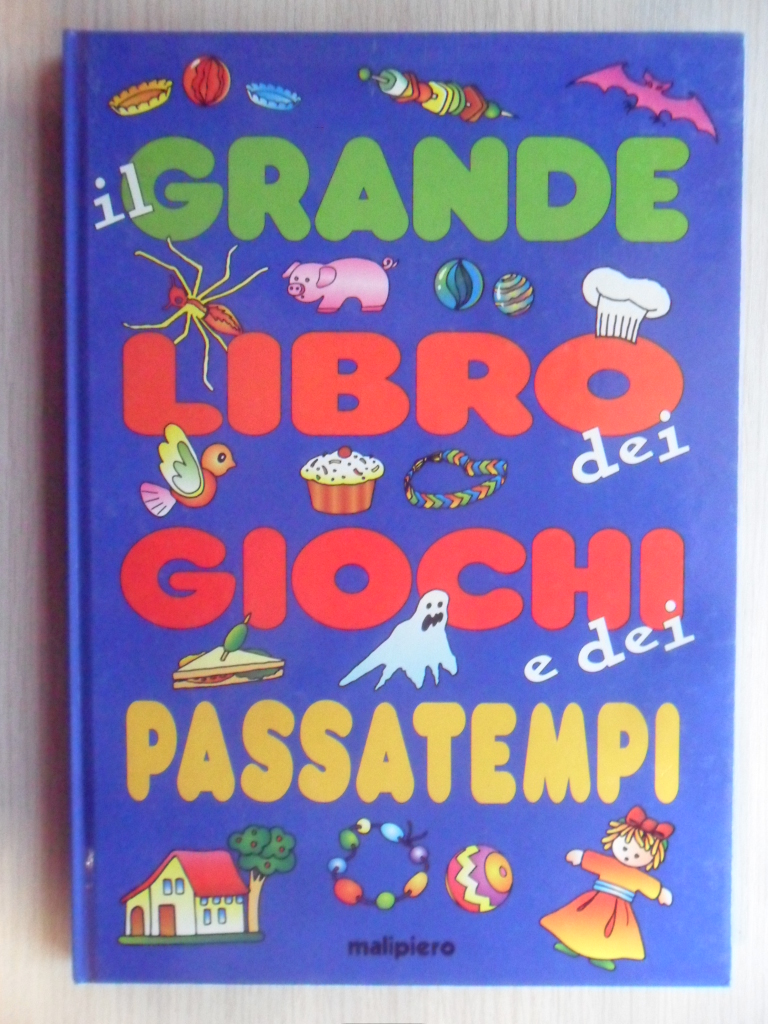 il GRANDE
LIBRO dei
GIOCHI e dei
PASSATEMPI
malipiero